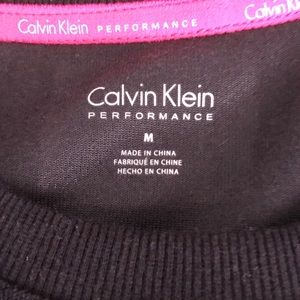 Calvin Klein PERFORMANCE
Calvin Klein
Calvin Klein
PERFORMANCE
M
MADE IN CHINA
FABRIQUÉ EN CHINE
HECHO EN CHINA